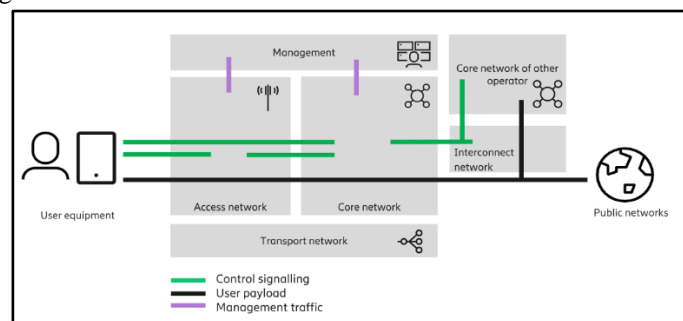 Management
Core network of other
operator
Interconnect
network
User equipment
Access network
Core network
Public networks
Transport network
Control signalling
User payload
Management traffic